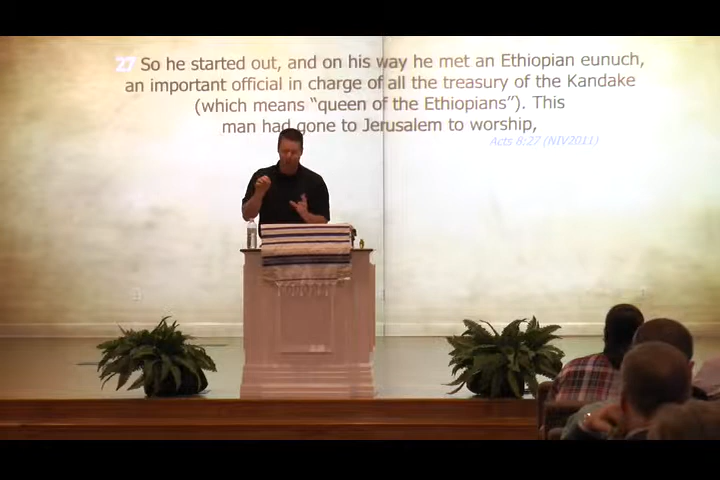 27 So he started out, and on his way he met an Ethiopian eunuch,
an important official in charge of all the treasury of the Kandake
(which means “queen of the Ethiopians”). This
man had gone to Jerusalem to worship,
Acts 8:27 (NIV2011)